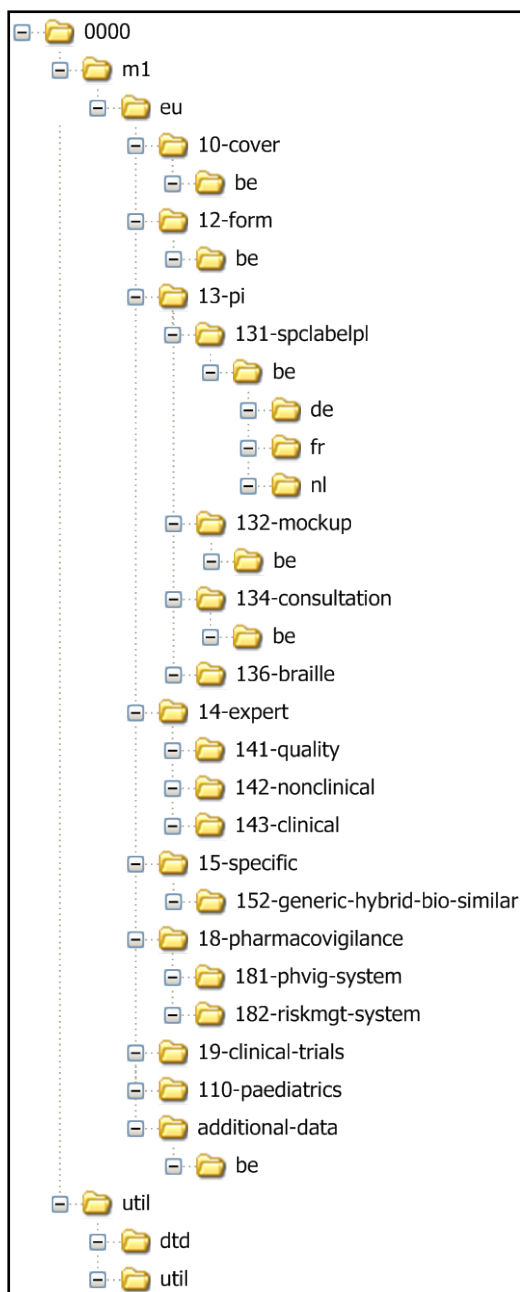 0000
m1
eu
10-cover
be
12-form
be
13-pi
131-spclabelpl
be
de
fr
nl
132-mockup
be
134-consultation
be
136-braille
14-expert
141-quality
142-nonclinical
143-clinical
15-specific
152-generic-hybrid-bio-similar
18-pharmacovigilance
181-phvig-system
182-riskmgt-system
19-clinical-trials
110-paediatrics
additional-data
be
util
dtd
util